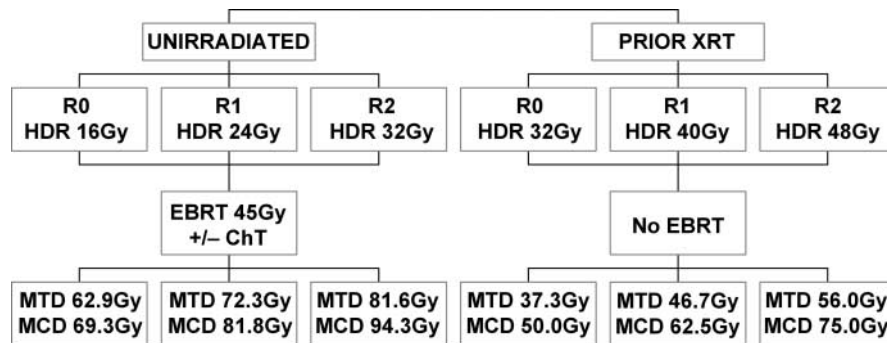 UNIRRADIATED
PRIOR XRT
R0
HDR 16Gy
R1
HDR 24Gy
R2
HDR 32Gy
R0
HDR 32Gy
R1
HDR 40Gy
R2
HDR 48Gy
EBRT 45Gy
+/– ChT
No EBRT
MTD 62.9Gy
MCD 69.3Gy
MTD 72.3Gy
MCD 81.8Gy
MTD 81.6Gy
MCD 94.3Gy
MTD 37.3Gy
MCD 50.0Gy
MTD 46.7Gy
MCD 62.5Gy
MTD 56.0Gy
MCD 75.0Gy